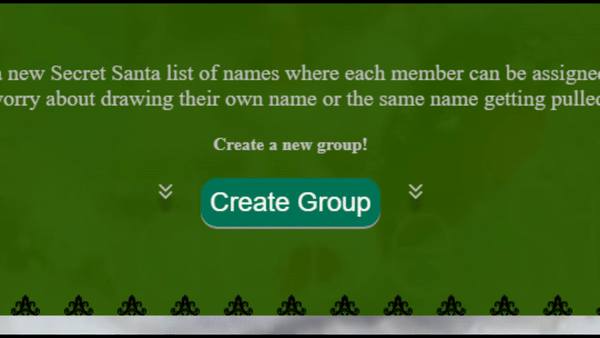 new Secret Santa list of names where each member can be assigned
worry about drawing their own name or the same name getting pulled
Create a new group!
Create Group